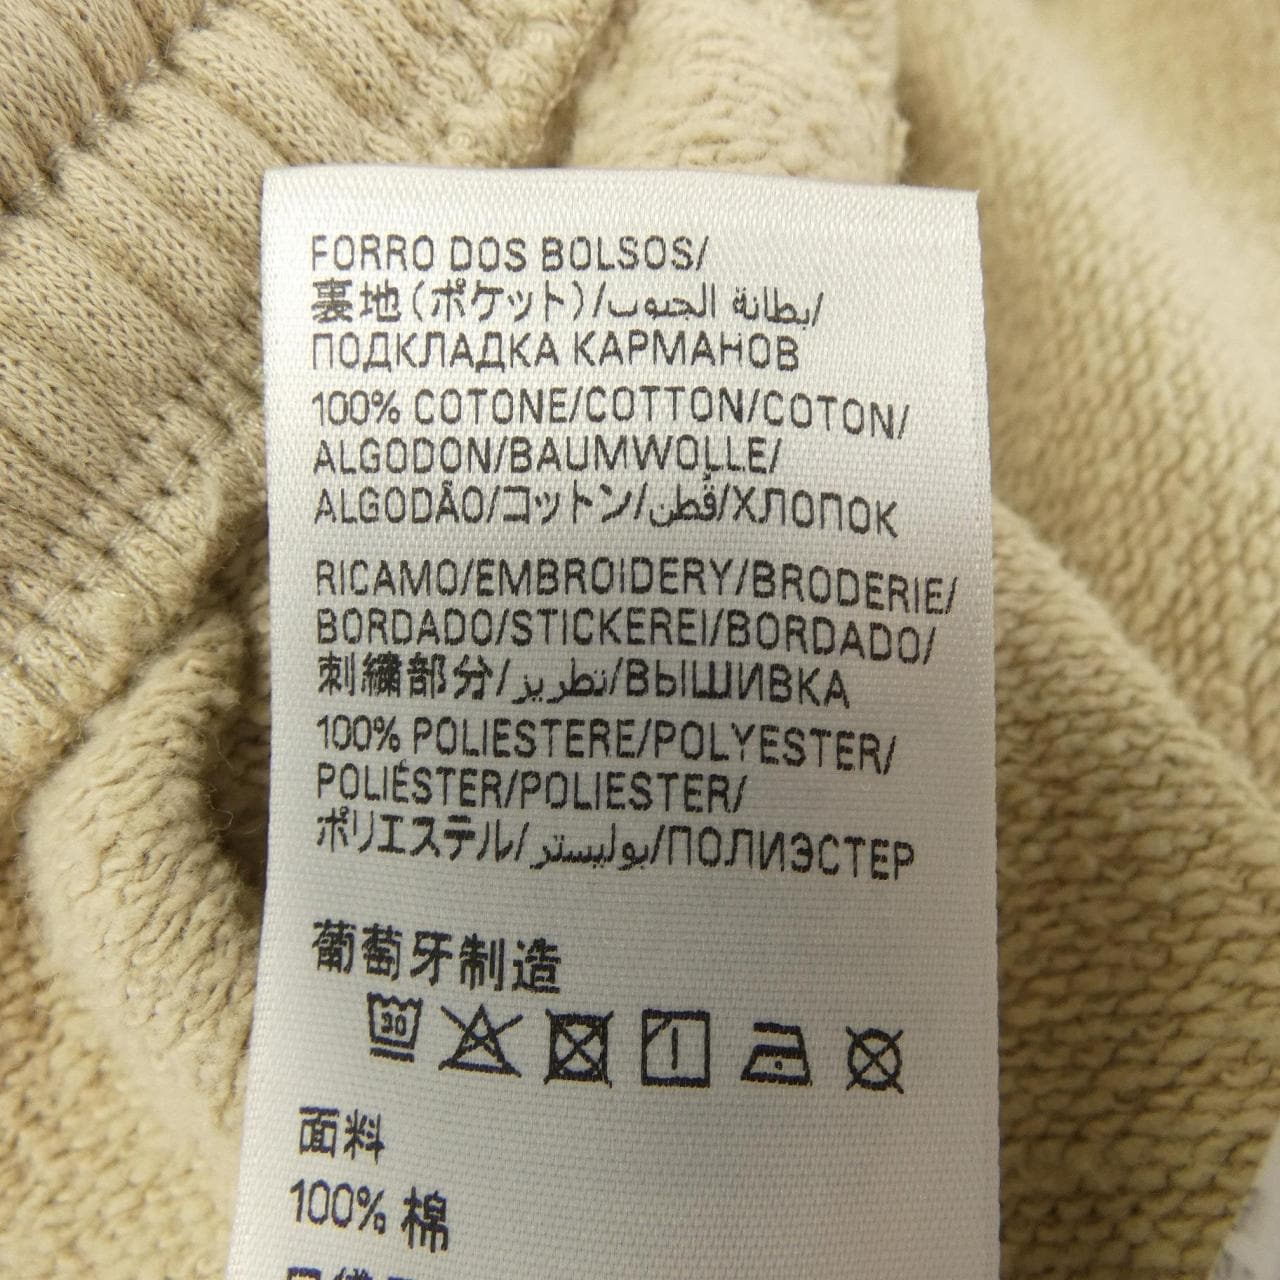 FORRO DOS BOLSOS/
裏地(ポケット)/بطانة الجيوب/
ПОДКЛАДКА КАРМАНОВ
100% COTONE/COTTON/COTON/
ALGODON/BAUMWOLLE/
ALGODÃO/コットン/قُطن/ХЛОПОК
RICAMO/EMBROIDERY/BRODERIE/
BORDADO/STICKEREI/BORDADO/
刺繍部分/تطريز/ВЫШИВКА
100% POLIESTERE/POLYESTER/
POLIÉSTER/POLIESTER/
ポリエステル/بوليستر/ПОЛИЭСТЕР
葡萄牙制造
30
面料
100% 棉